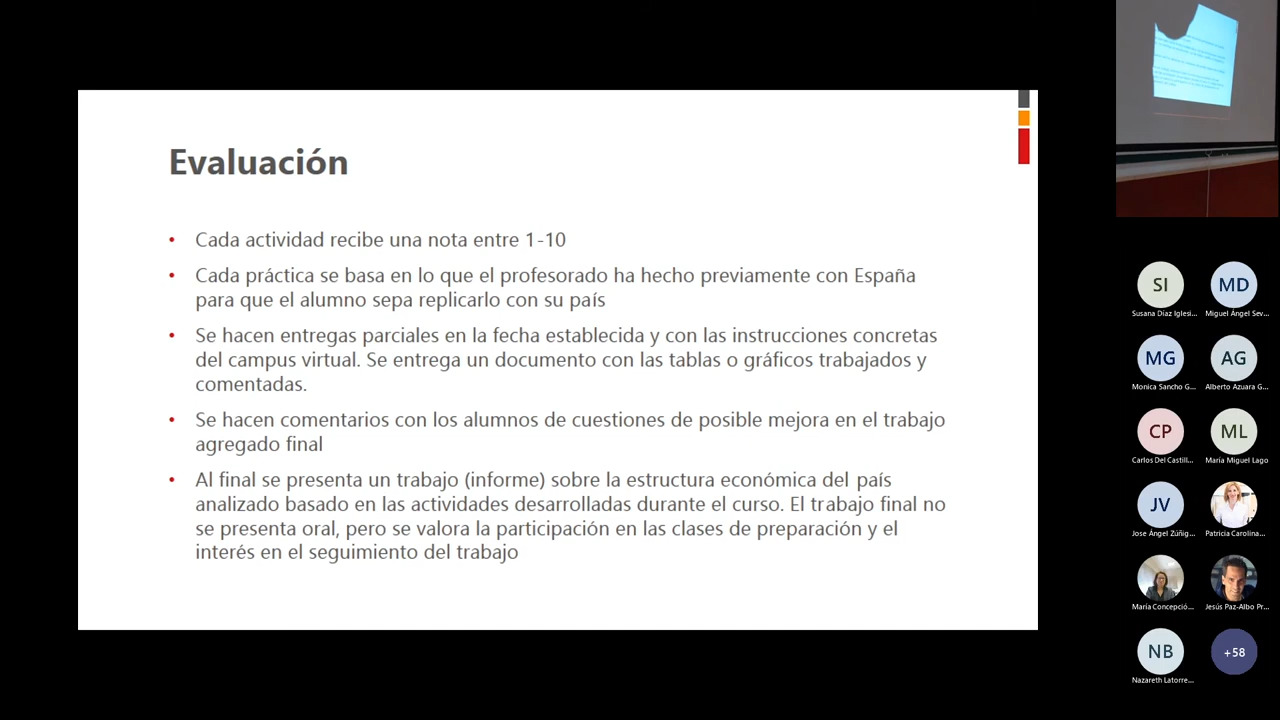 Evaluación
• Cada actividad recibe una nota entre 1-10
• Cada práctica se basa en lo que el profesorado ha hecho previamente con España
para que el alumno sepa replicarlo con su país
• Se hacen entregas parciales en la fecha establecida y con las instrucciones concretas
del campus virtual. Se entrega un documento con las tablas o gráficos trabajados y
comentadas.
• Se hacen comentarios con los alumnos de cuestiones de posible mejora en el trabajo
agregado final
• Al final se presenta un trabajo (informe) sobre la estructura económica del país
analizado basado en las actividades desarrolladas durante el curso. El trabajo final no
se presenta oral, pero se valora la participación en las clases de preparación y el
interés en el seguimiento del trabajo
SI MD
Susana Díaz Iglesi... Miguel Ángel Sev...
MG AG
Monica Sancho G... Alberto Azuara G...
CP ML
Carlos Del Castill... María Miguel Lago
JV
Jose Ángel Zúñig... Patricia Carolina...
María Concepció... Jesús Paz-Albo Pr...
NB +58
Nazareth Latorre...